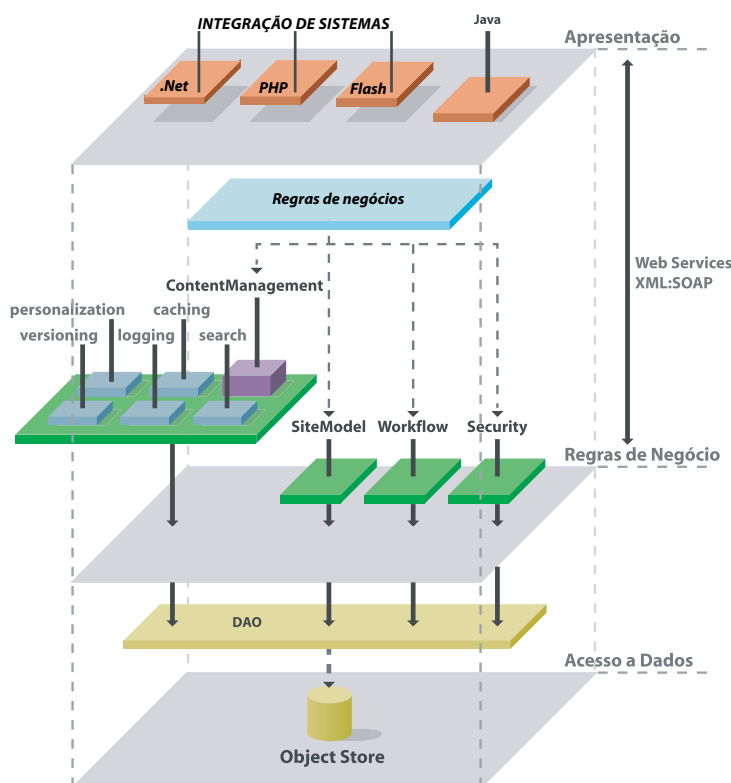 INTEGRAÇÃO DE SISTEMAS
Java
Apresentação
.Net
PHP
Flash
Regras de negócios
Web Services
XML:SOAP
ContentManagement
personalization
caching
versioning
logging
search
SiteModel
Workflow
Security
Regras de Negócio
DAO
Acesso a Dados
Object Store